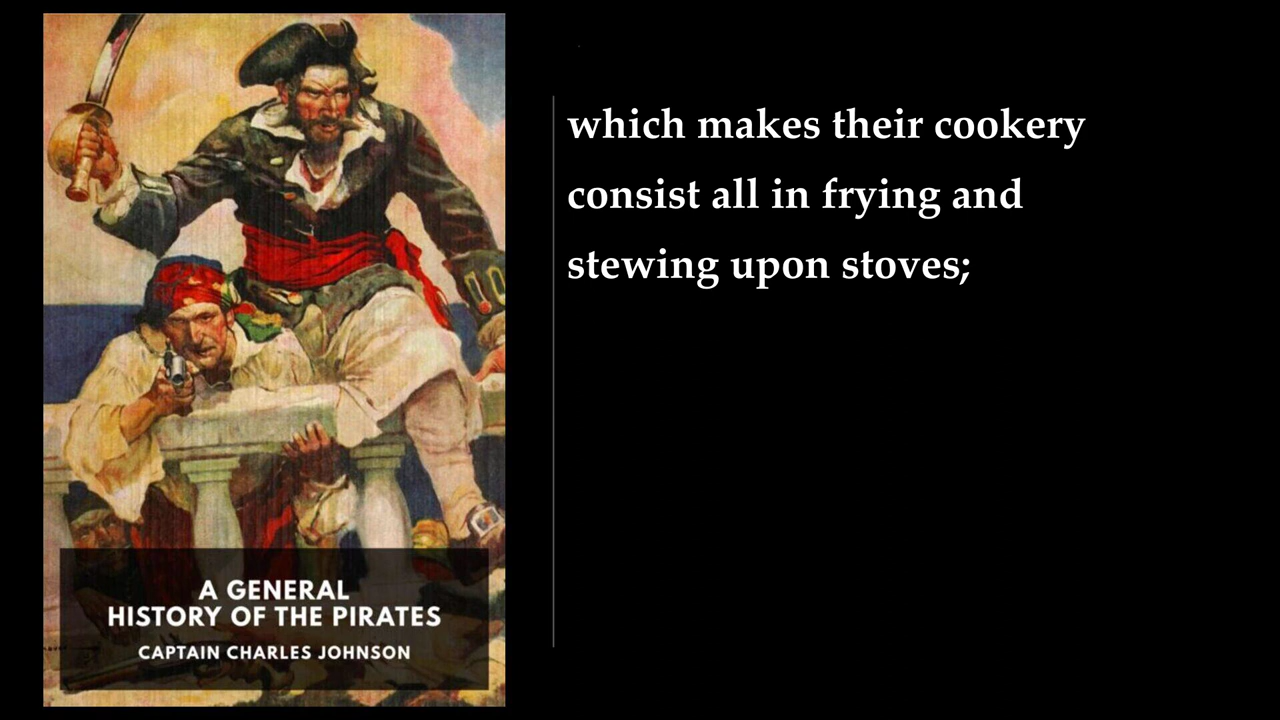 which makes their cookery
consist all in frying and
stewing upon stoves;
A GENERAL
HISTORY OF THE PIRATES
CAPTAIN CHARLES JOHNSON